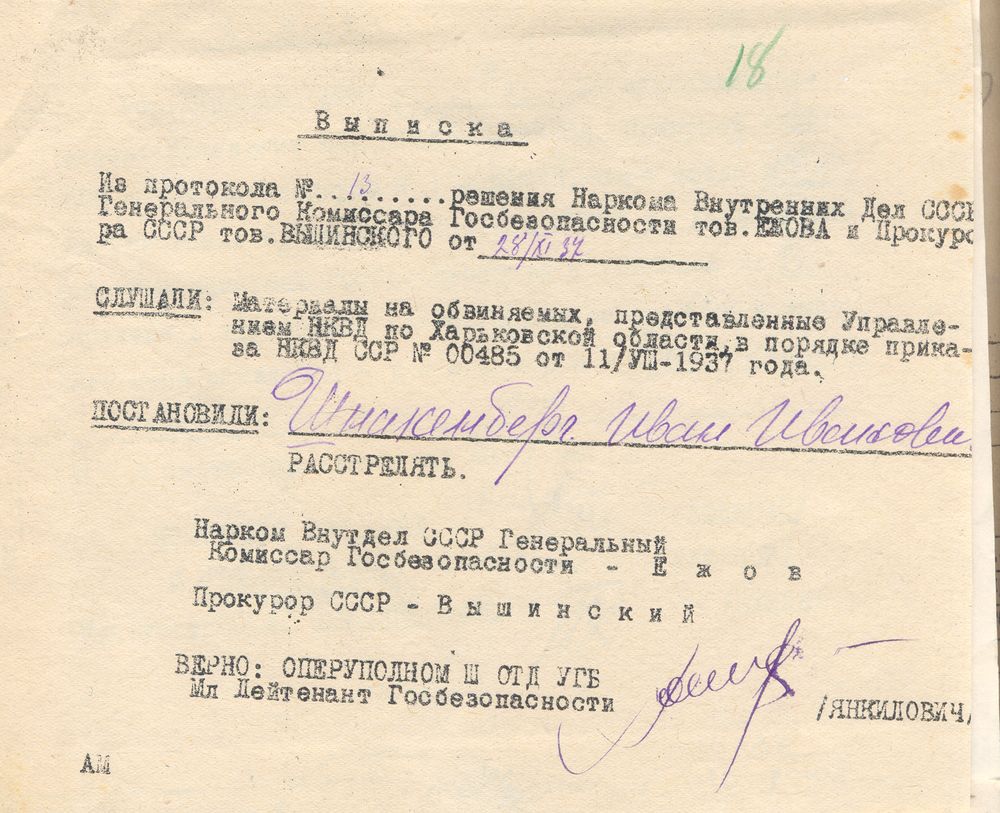 18
Выписка
Из протокола №..13.........решения Наркома Внутренних Дел СССР
Генерального Комиссара Госбезопасности тов.ЕЖОВА и Прокуро-
ра СССР тов.ВЫШИНСКОГО от 28/XI 37
СЛУШАЛИ: Материалы на обвиняемых, представленные Управле-
нием НКВД по Харьковской области,в порядке прика-
за НКВД ССР № 00485 от 11/УШ-1937 года.
ПОСТАНОВИЛИ: Шнакенберг Иван Иванови
РАССТРЕЛЯТЬ.
Нарком Внутдел СССР Генеральный
Комиссар Госбезопасности - Ежов
Прокурор СССР - Вышинский
ВЕРНО: ОПЕРУПОЛНОМ Ш ОТД УГБ
Мл Лейтенант Госбезопасности
/ЯНКИЛОВИЧ/
АМ